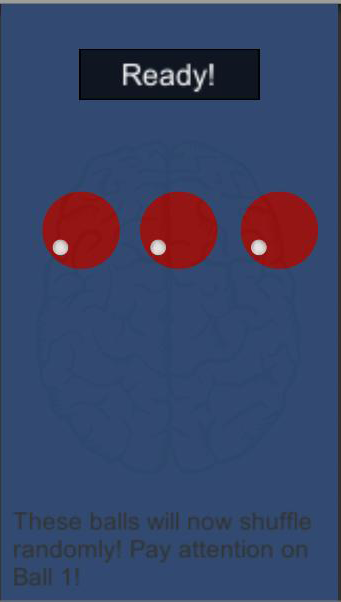 Ready!
These balls will now shuffle
randomly! Pay attention on
Ball 1!